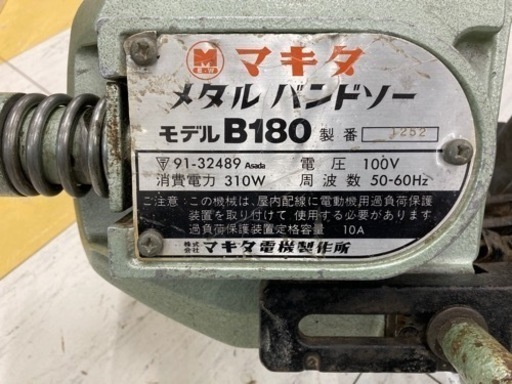 M マキタ
メタル バンドソー
モデル B180 製番 1252
〒 91-32489 Asada 電圧 100V
消費電力 310W 周波数 50-60Hz
ご注意:この機械は、屋内配線に電動機用過負荷保護
装置を取り付けて 使用する必要が あります
過負荷保護装置定格容量 10A
株式会社 マキタ電機製作所